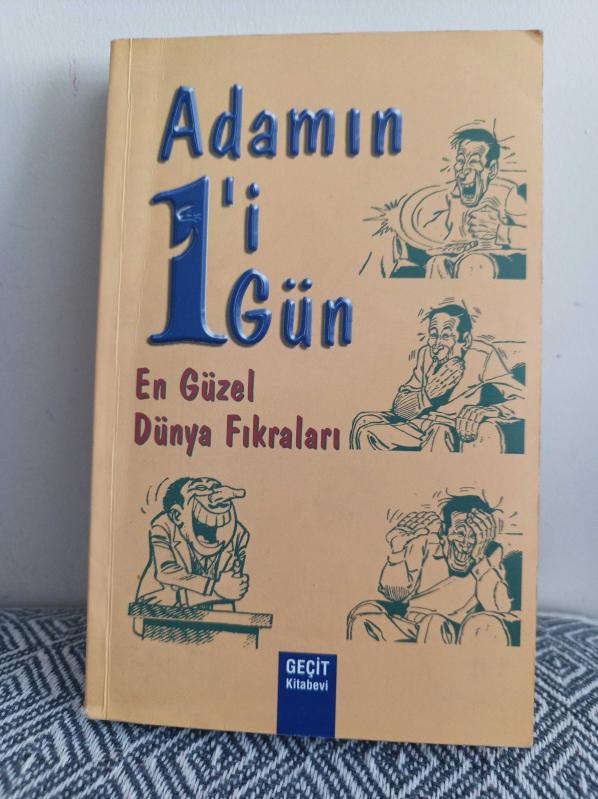 Adamın
1'i
Gün
En Güzel
Dünya Fıkraları
GEÇİT
Kitabevi